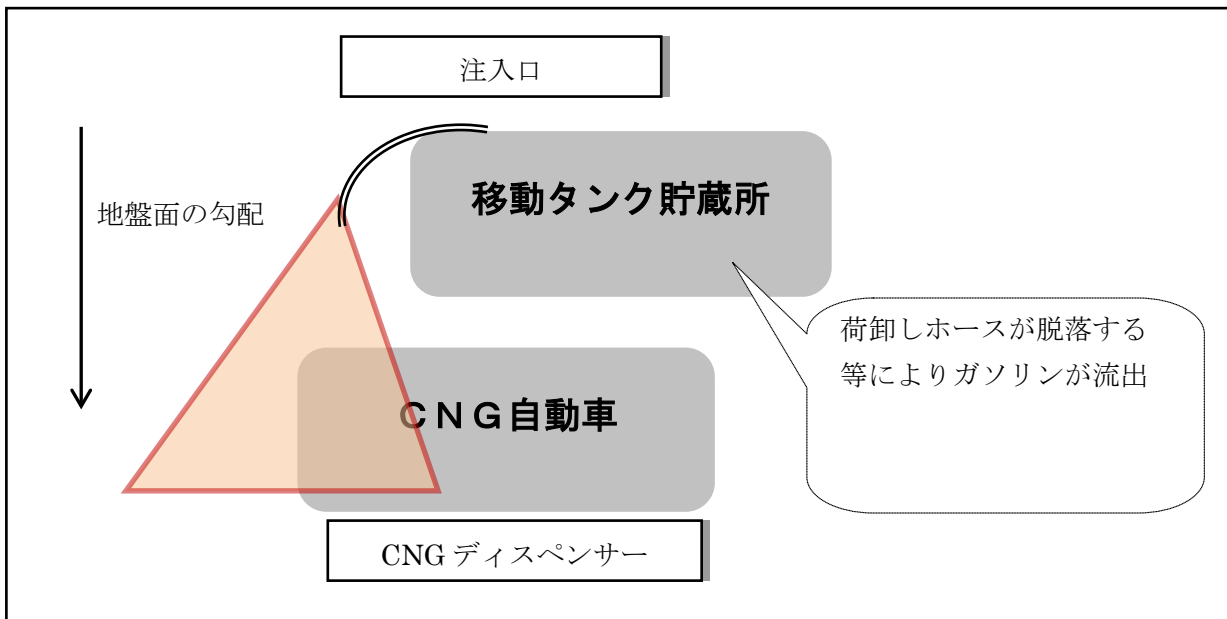 注入口
移動タンク貯蔵所
地盤面の勾配
荷卸しホースが脱落する
等によりガソリンが流出
ＣＮＧ自動車
CNG ディスペンサー